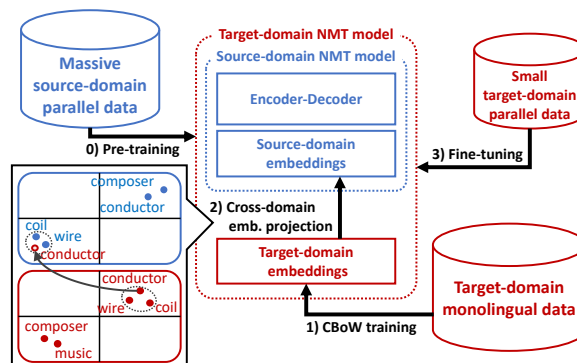 Massive
source-domain
parallel data
Target-domain NMT model
Source-domain NMT model
Encoder-Decoder
Source-domain
embeddings
Small
target-domain
parallel data
0) Pre-training
3) Fine-tuning
2) Cross-domain
emb. projection
composer
conductor
coil
wire
conductor
conductor
wire
coil
composer
music
Target-domain
embeddings
1) CBoW training
Target-domain
monolingual data